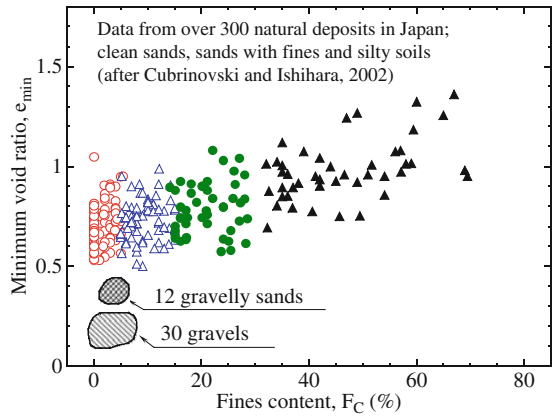 Data from over 300 natural deposits in Japan;
clean sands, sands with fines and silty soils
(after Cubrinovski and Ishihara, 2002)
Minimum void ratio, e_min
1.5
1
0.5
0
12 gravelly sands
30 gravels
0 20 40 60 80
Fines content, F_C (%)